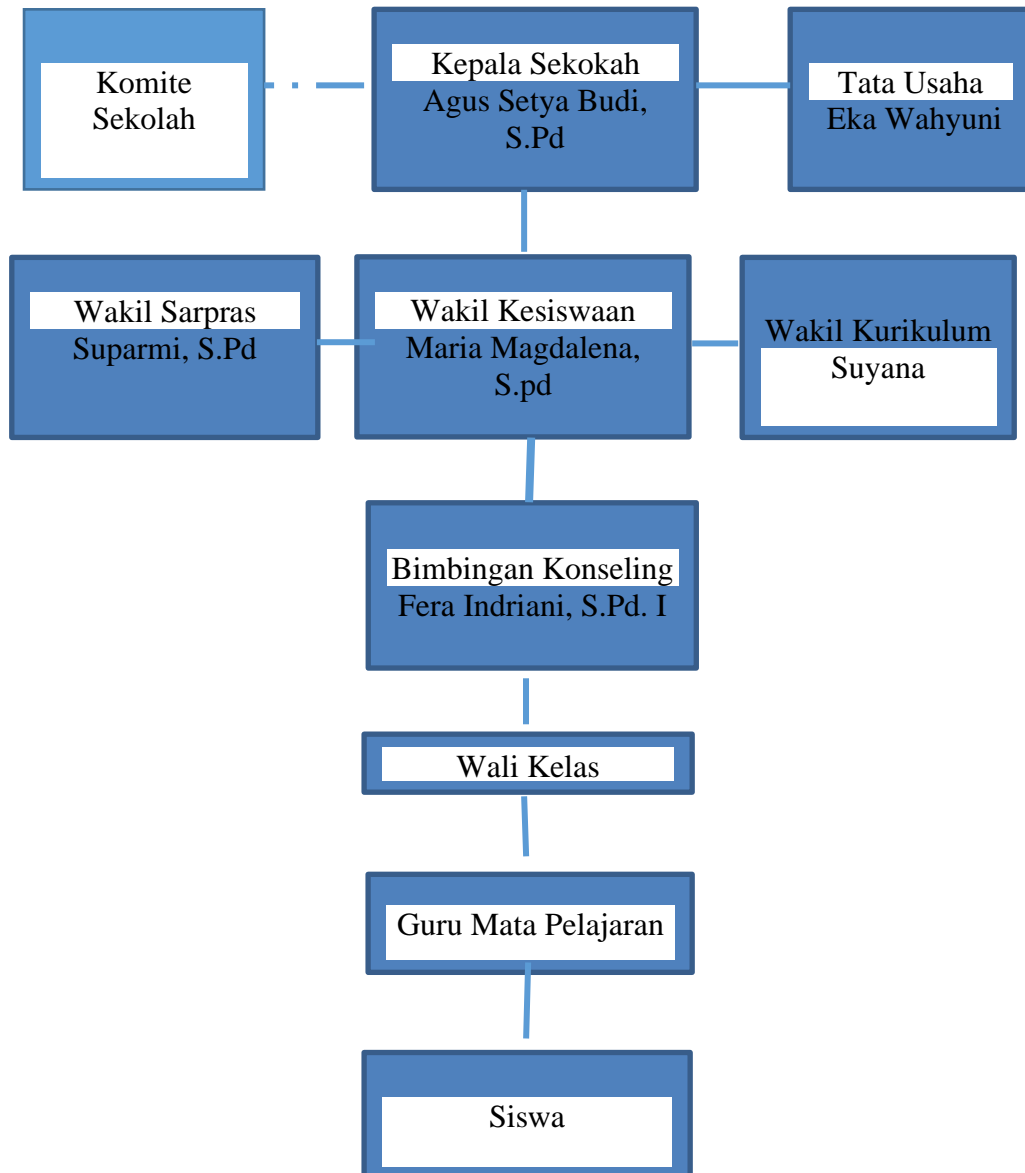 Komite
Sekolah
Kepala Sekokah
Agus Setya Budi,
S.Pd
Tata Usaha
Eka Wahyuni
Wakil Sarpras
Suparmi, S.Pd
Wakil Kesiswaan
Maria Magdalena,
S.pd
Wakil Kurikulum
Suyana
Bimbingan Konseling
Fera Indriani, S.Pd. I
Wali Kelas
Guru Mata Pelajaran
Siswa